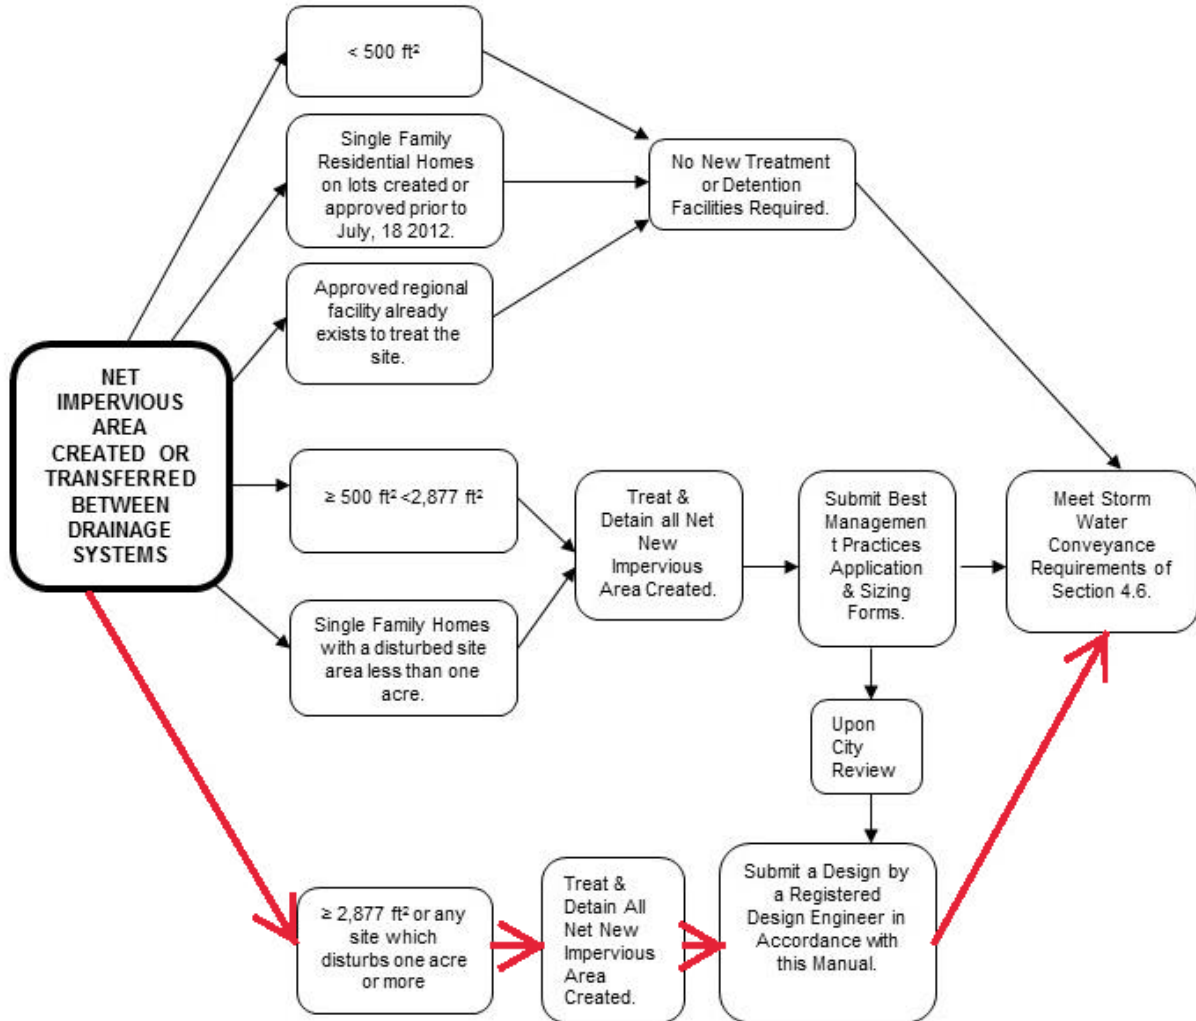 < 500 ft²
Single Family
Residential Homes
on lots created or
approved prior to
July, 18 2012.
No New Treatment
or Detention
Facilities Required.
Approved regional
facility already
exists to treat the
site.
NET
IMPERVIOUS
AREA
CREATED OR
TRANSFERRED
BETWEEN
DRAINAGE
SYSTEMS
≥ 500 ft² <2,877 ft²
Treat &
Detain all Net
New
Impervious
Area Created.
Submit Best
Managemen
t Practices
Application
& Sizing
Forms.
Meet Storm
Water
Conveyance
Requirements of
Section 4.6.
Single Family Homes
with a disturbed site
area less than one
acre.
Upon
City
Review
≥ 2,877 ft² or any
site which
disturbs one acre
or more
Treat &
Detain All
Net New
Impervious
Area
Created.
Submit a Design by
a Registered
Design Engineer in
Accordance with
this Manual.